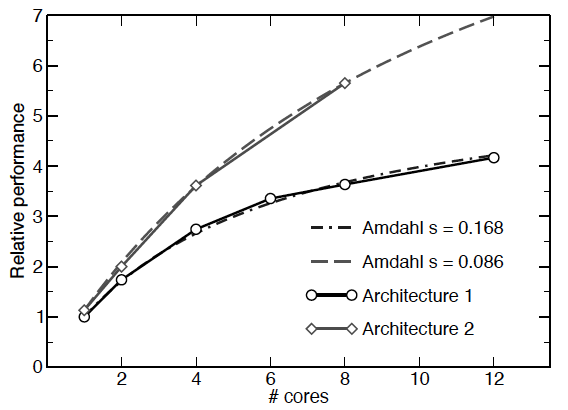 7
6
5
4
3
2
1
0
Relative performance
Amdahl s = 0.168
Amdahl s = 0.086
Architecture 1
Architecture 2
2 4 6 8 10 12
# cores